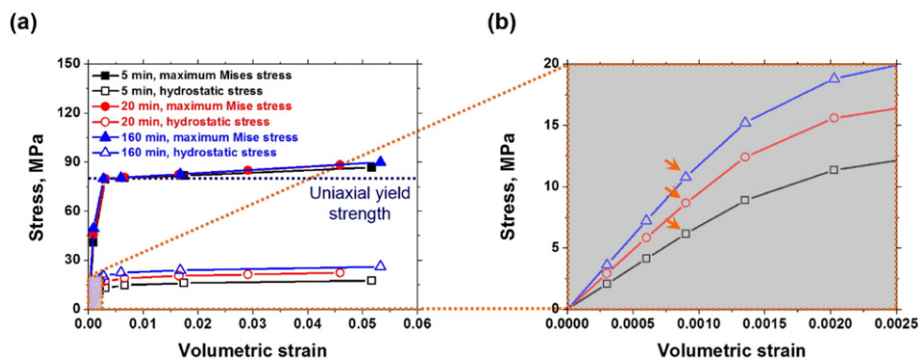 (a)
(b)
150
120
90
60
30
0
5 min, maximum Mises stress
5 min, hydrostatic stress
20 min, maximum Mise stress
20 min, hydrostatic stress
160 min, maximum Mise stress
160 min, hydrostatic stress
Uniaxial yield
strength
Stress, MPa
0.00 0.01 0.02 0.03 0.04 0.05 0.06
Volumetric strain
20
15
10
5
0
Stress, MPa
0.0000 0.0005 0.0010 0.0015 0.0020 0.0025
Volumetric strain